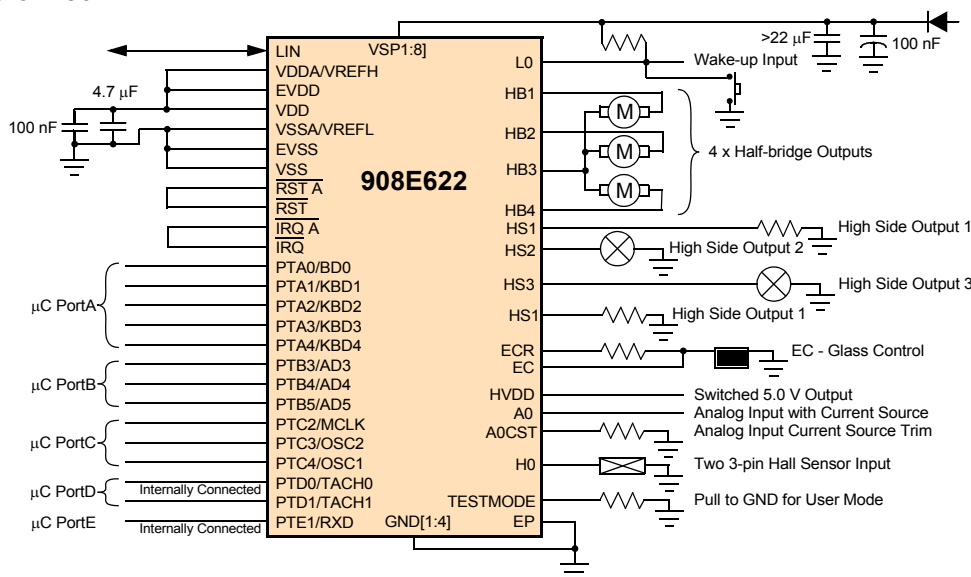 LIN
VDDA/VREFH
EVDD
VDD
VSSA/VREFL
EVSS
VSS
RST A
RST
IRQ A
IRQ
PTA0/BD0
PTA1/KBD1
PTA2/KBD2
PTA3/KBD3
PTA4/KBD4
PTB3/AD3
PTB4/AD4
PTB5/AD5
PTC2/MCLK
PTC3/OSC2
PTC4/OSC1
PTD0/TACH0
PTD1/TACH1
PTE1/RXD
4.7 µF
100 nF
µC PortA
µC PortB
µC PortC
µC PortD
Internally Connected
µC PortE
Internally Connected
VSP1:8]
908E622
GND[1:4]
L0
HB1
HB2
HB3
HB4
HS1
HS2
HS3
HS1
ECR
EC
HVDD
A0
A0CST
H0
TESTMODE
EP
>22 µF
100 nF
Wake-up Input
M
M
M
4 x Half-bridge Outputs
High Side Output 1
High Side Output 2
High Side Output 3
High Side Output 1
EC - Glass Control
Switched 5.0 V Output
Analog Input with Current Source
Analog Input Current Source Trim
Two 3-pin Hall Sensor Input
Pull to GND for User Mode